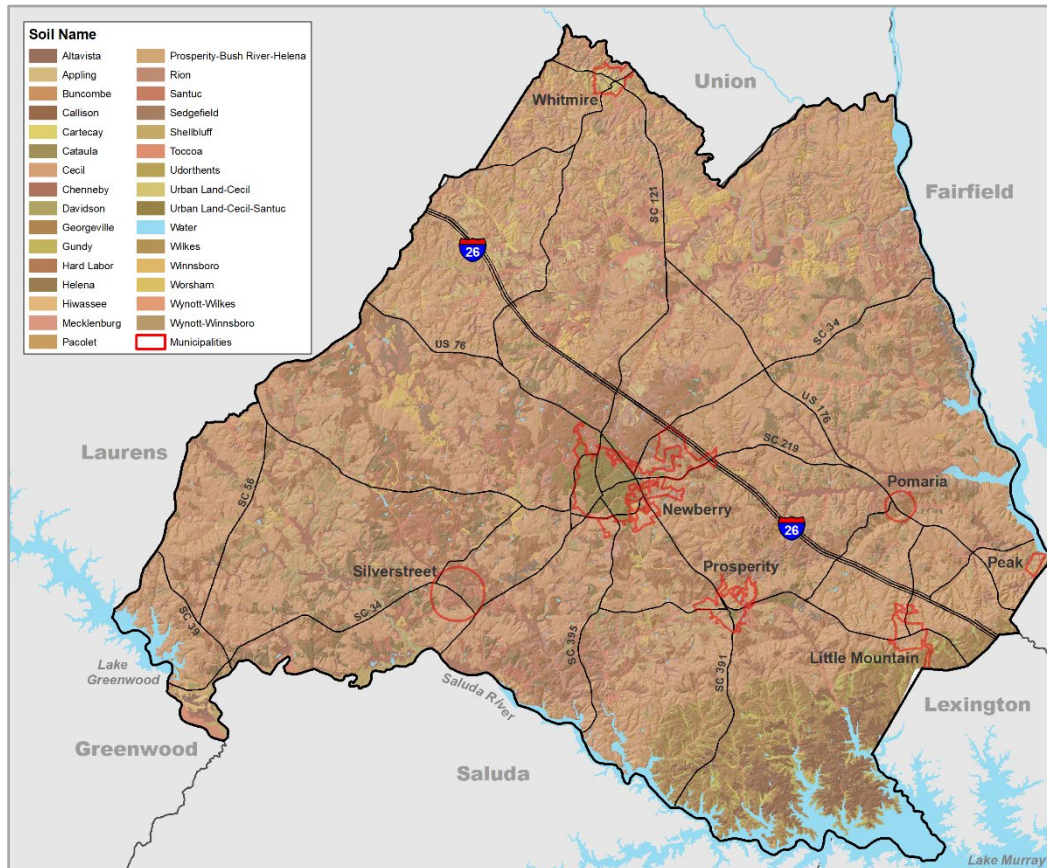 Soil Name
Altavista
Appling
Buncombe
Callison
Cartecay
Cataula
Cecil
Chenneby
Davidson
Georgeville
Gundy
Hard Labor
Helena
Hiwassee
Mecklenburg
Pacolet
Prosperity-Bush River-Helena
Rion
Santuc
Sedgefield
Shellbluff
Toccoa
Udorthents
Urban Land-Cecil
Urban Land-Cecil-Santuc
Water
Wilkes
Winnsboro
Worsham
Wynott-Wilkes
Wynott-Winnsboro
Municipalities
Union
Whitmire
SC 121
Fairfield
26
US 76
SC 34
US 176
Laurens
SC 56
SC 219
Pomaria
Newberry
26
Peak
Silverstreet
Prosperity
SC 34
SC 39
SC 395
SC 391
Little Mountain
Lake
Greenwood
Saluda River
Lexington
Greenwood
Saluda
Lake Murray